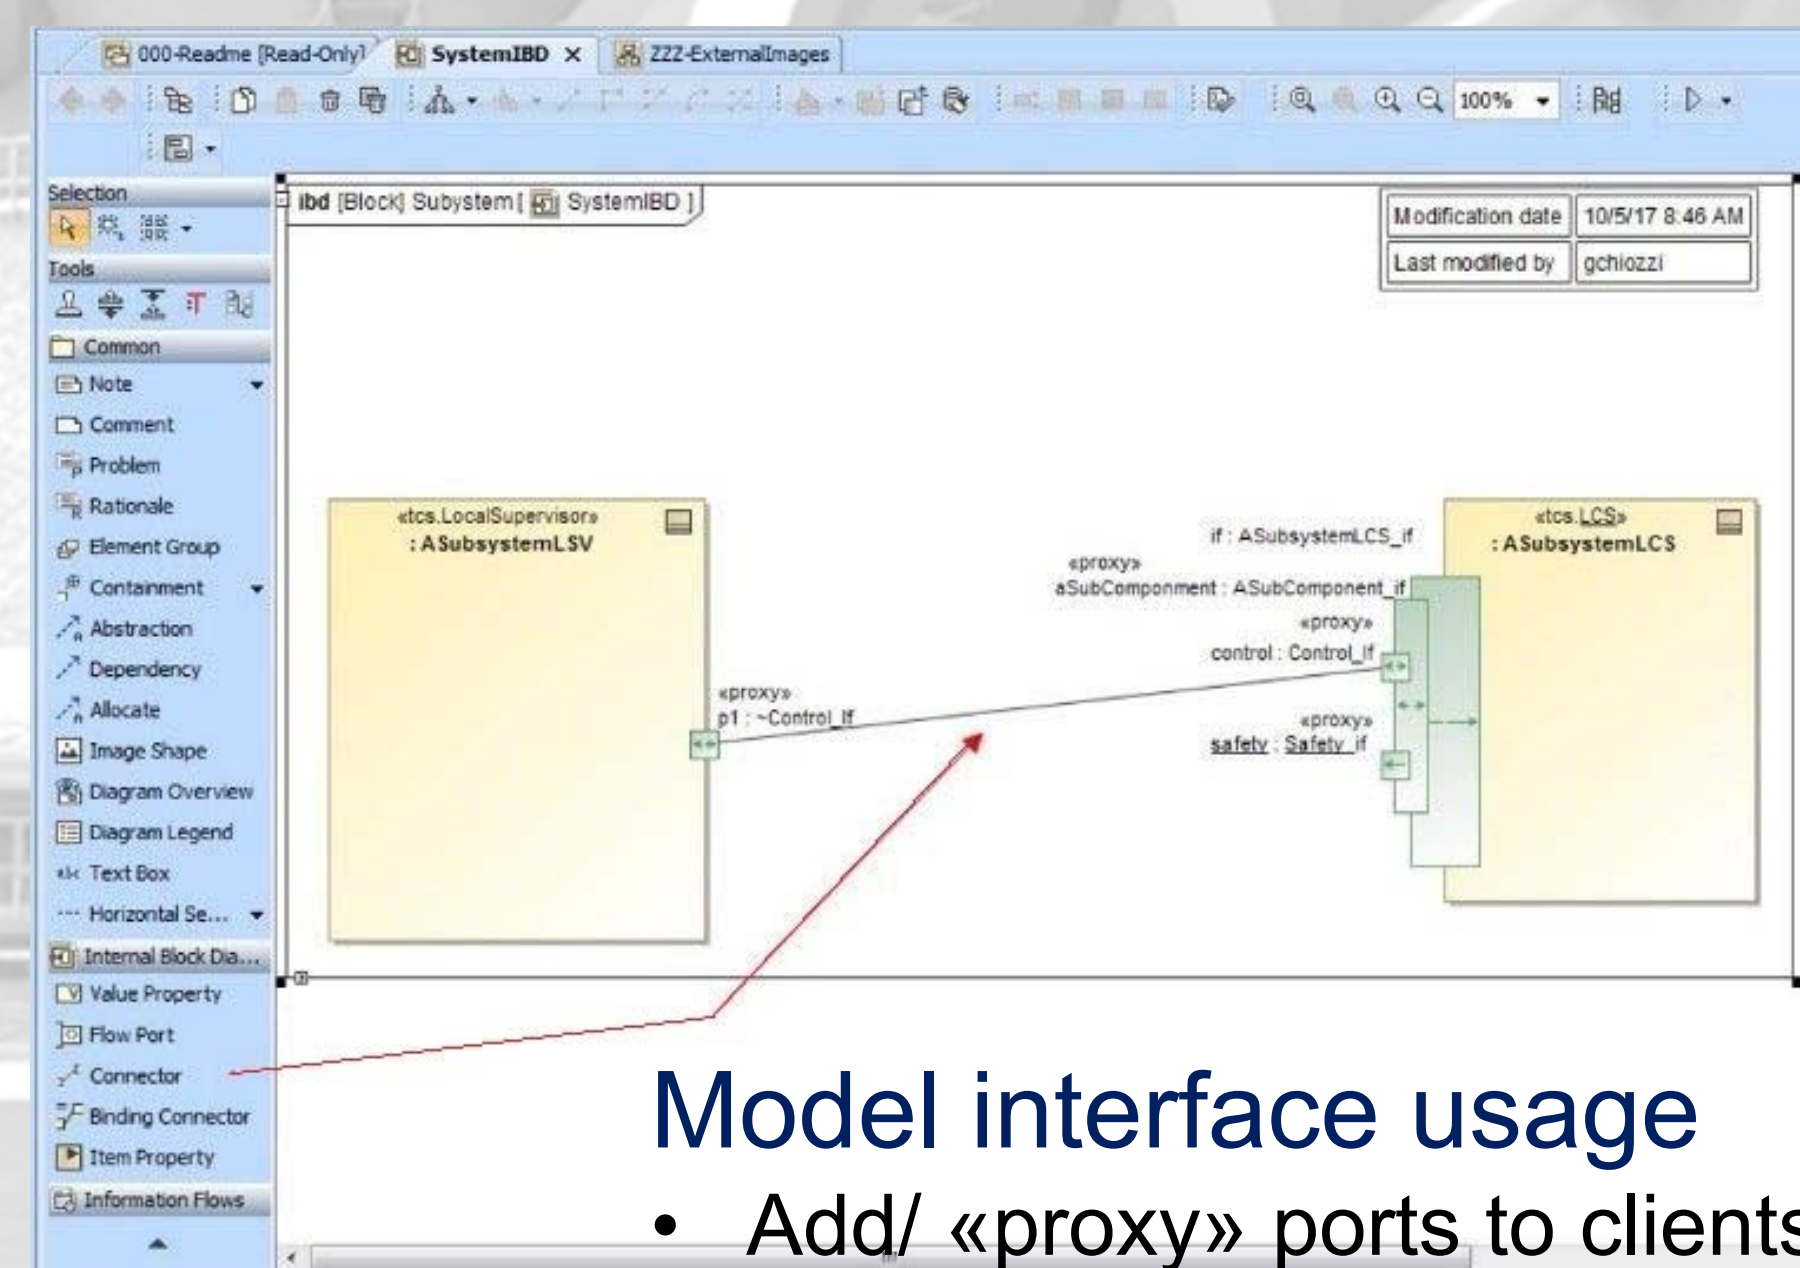 000-Readme [Read-Only]
SystemIBD
ZZZ-ExternalImages
100%
Selection
Tools
Common
Note
Comment
Problem
Rationale
Element Group
Containment
Abstraction
Dependency
Allocate
Image Shape
Diagram Overview
Diagram Legend
Text Box
Horizontal Se...
Internal Block Dia...
Value Property
Flow Port
Connector
Binding Connector
Item Property
Information Flows
ibd [Block] Subystem [ SystemIBD ]
Modification date 10/5/17 8:46 AM
Last modified by gchiozzi
«tcs.LocalSupervisor»
: ASubsystemLSV
«proxy»
p1 : ~Control_If
if : ASubsystemLCS_if
«proxy»
aSubComponment : ASubComponent_if
«proxy»
control : Control_If
«proxy»
safety : Safety_if
«tcs.LCS»
: ASubsystemLCS
Model interface usage
• Add/ «proxy» ports to clients